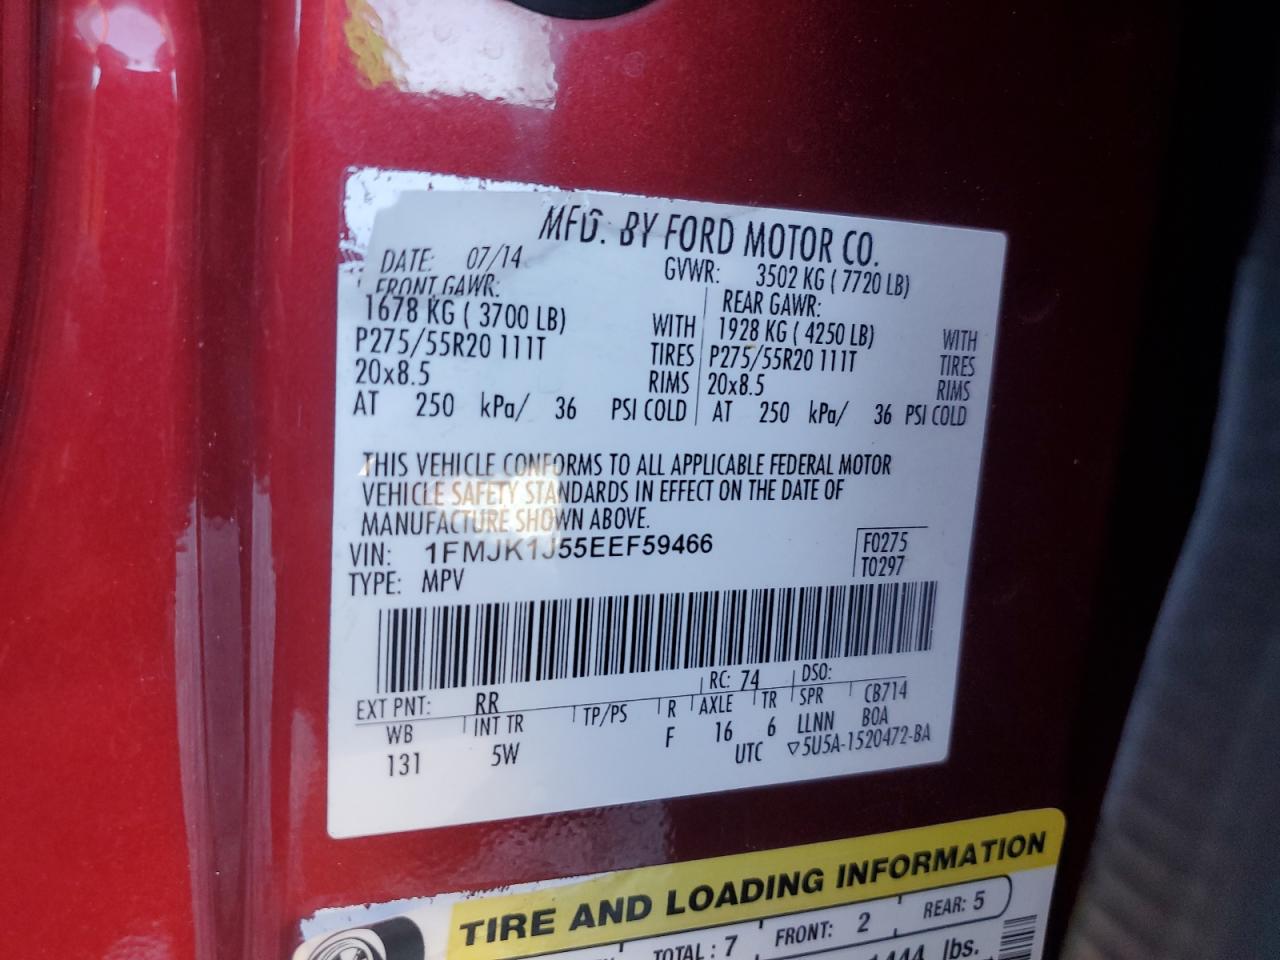 MFD. BY FORD MOTOR CO.
DATE: 07/14 GVWR: 3502 KG ( 7720 LB)
FRONT GAWR: REAR GAWR:
1678 KG ( 3700 LB) WITH 1928 KG ( 4250 LB) WITH
P275/55R20 111T TIRES P275/55R20 111T TIRES
20x8.5 RIMS 20x8.5 RIMS
AT 250 kPa/ 36 PSI COLD AT 250 kPa/ 36 PSI COLD
THIS VEHICLE CONFORMS TO ALL APPLICABLE FEDERAL MOTOR
VEHICLE SAFETY STANDARDS IN EFFECT ON THE DATE OF
MANUFACTURE SHOWN ABOVE.
VIN: 1FMJK1J55EEF59466 F0275
TYPE: MPV T0297
EXT PNT: RR RC: 74 DSO:
WB INT TR TP/PS R AXLE TR SPR CB714
131 5W F 16 6 LLNN BOA
UTC ▽5U5A-1520472-BA
TIRE AND LOADING INFORMATION
TOTAL : 7 FRONT: 2 REAR: 5
lbs.